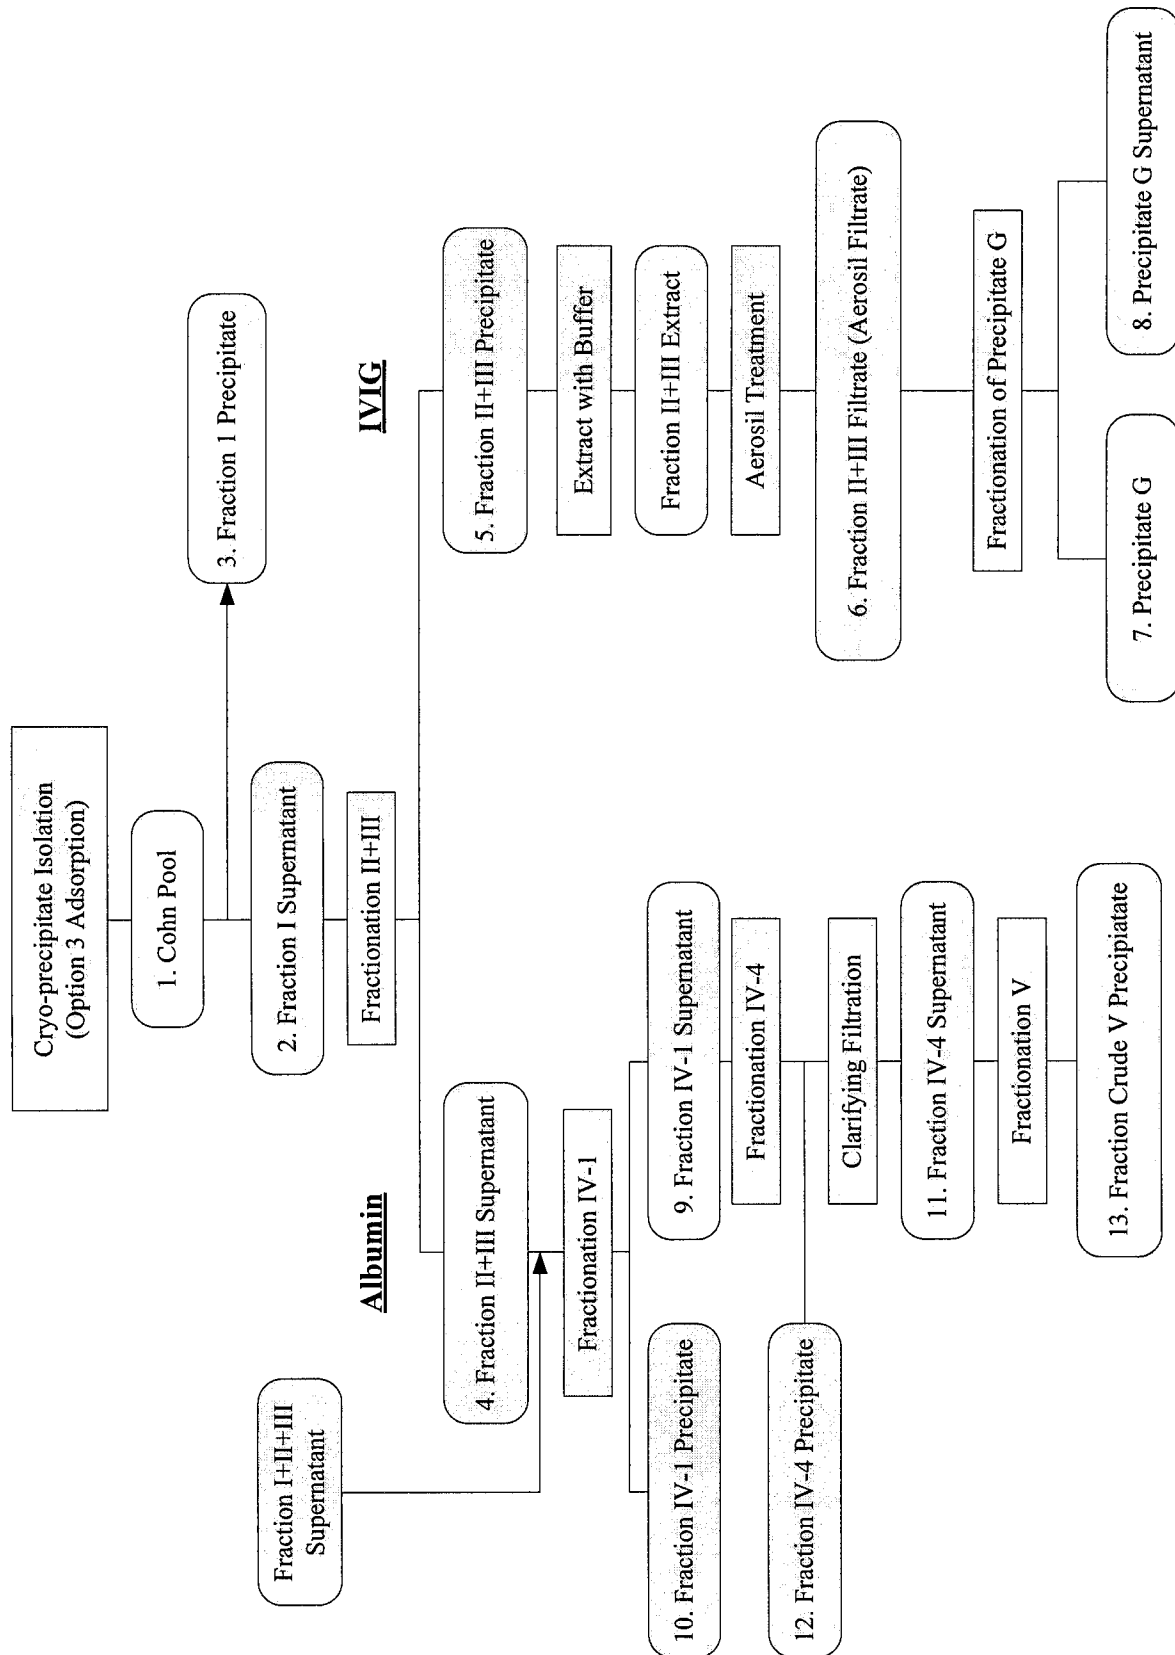 Cryo-precipitate Isolation
(Option 3 Adsorption)
1. Cohn Pool
3. Fraction 1 Precipitate
2. Fraction I Supernatant
Fractionation II+III
Albumin
IVIG
Fraction I+II+III
Supernatant
4. Fraction II+III Supernatant
Fractionation IV-1
10. Fraction IV-1 Precipitate
9. Fraction IV-1 Supernatant
Fractionation IV-4
12. Fraction IV-4 Precipitate
Clarifying Filtration
11. Fraction IV-4 Supernatant
Fractionation V
13. Fraction Crude V Precipiatate
5. Fraction II+III Precipitate
Extract with Buffer
Fraction II+III Extract
Aerosil Treatment
6. Fraction II+III Filtrate (Aerosil Filtrate)
Fractionation of Precipitate G
7. Precipitate G
8. Precipitate G Supernatant